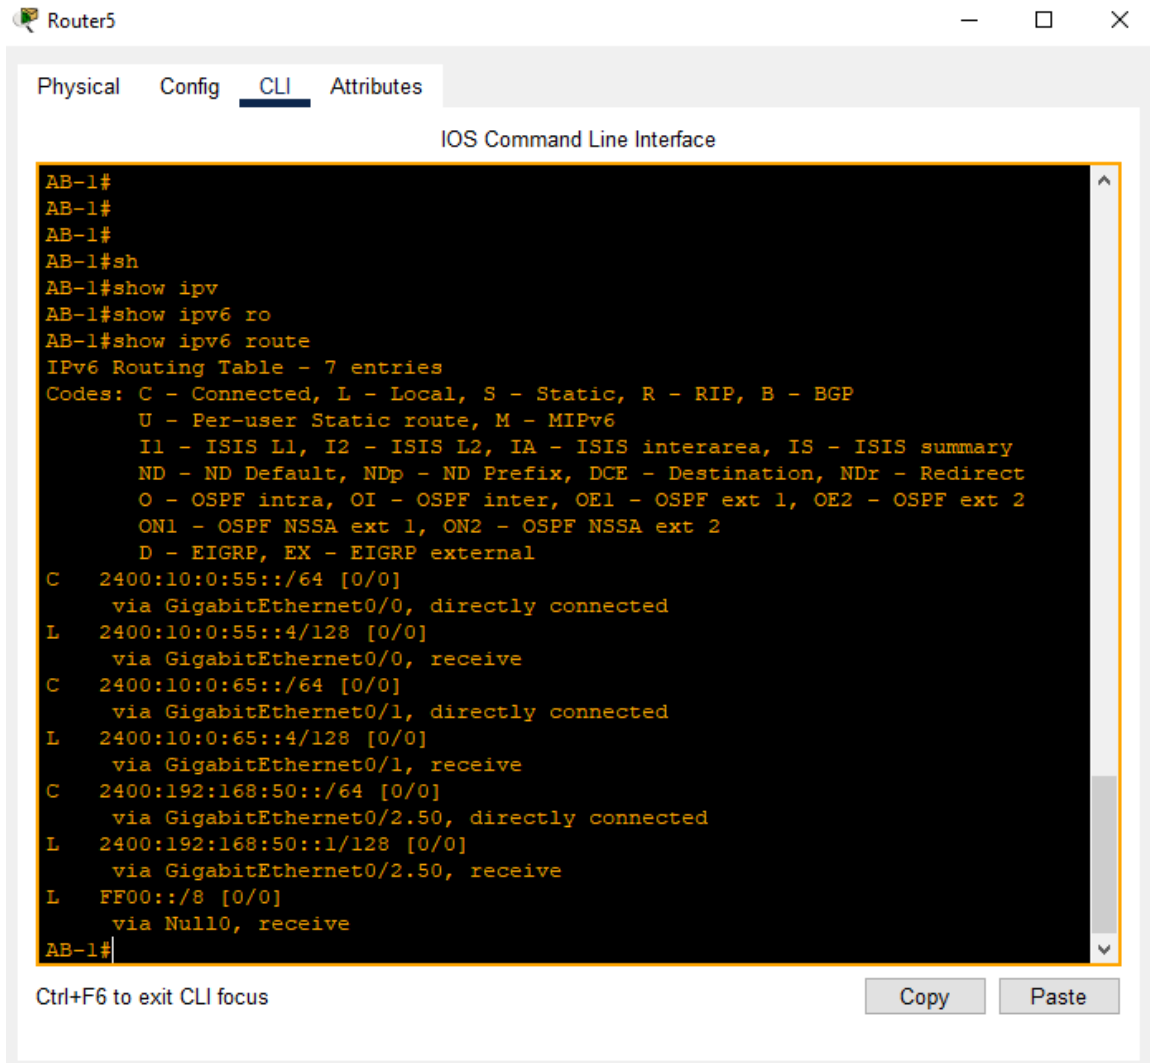 Router5
Physical Config CLI Attributes
IOS Command Line Interface
AB-1#
AB-1#
AB-1#
AB-1#sh
AB-1#show ipv
AB-1#show ipv6 ro
AB-1#show ipv6 route
IPv6 Routing Table - 7 entries
Codes: C - Connected, L - Local, S - Static, R - RIP, B - BGP
U - Per-user Static route, M - MIPv6
I1 - ISIS L1, I2 - ISIS L2, IA - ISIS interarea, IS - ISIS summary
ND - ND Default, NDp - ND Prefix, DCE - Destination, NDr - Redirect
O - OSPF intra, OI - OSPF inter, OE1 - OSPF ext 1, OE2 - OSPF ext 2
ON1 - OSPF NSSA ext 1, ON2 - OSPF NSSA ext 2
D - EIGRP, EX - EIGRP external
C 2400:10:0:55::/64 [0/0]
via GigabitEthernet0/0, directly connected
L 2400:10:0:55::4/128 [0/0]
via GigabitEthernet0/0, receive
C 2400:10:0:65::/64 [0/0]
via GigabitEthernet0/1, directly connected
L 2400:10:0:65::4/128 [0/0]
via GigabitEthernet0/1, receive
C 2400:192:168:50::/64 [0/0]
via GigabitEthernet0/2.50, directly connected
L 2400:192:168:50::1/128 [0/0]
via GigabitEthernet0/2.50, receive
L FF00::/8 [0/0]
via Null0, receive
AB-1#
Ctrl+F6 to exit CLI focus
Copy Paste